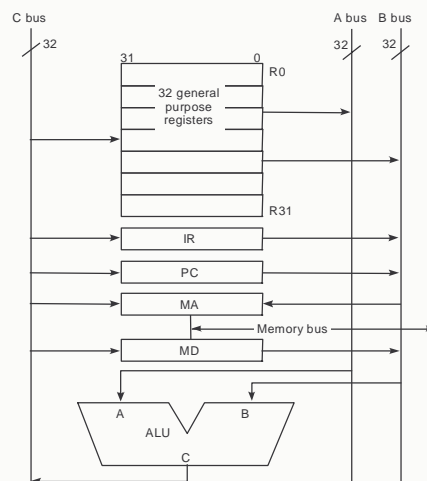 C bus
A bus
B bus
32
32
32
31
0
R0
32 general
purpose
registers
R31
IR
PC
MA
Memory bus
MD
A
B
ALU
C